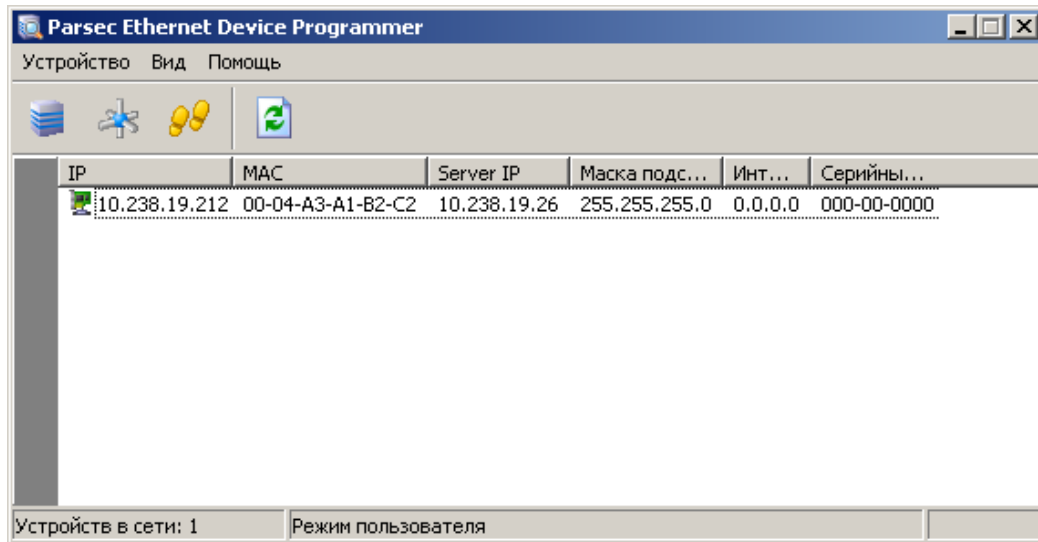 Parsec Ethernet Device Programmer
Устройство Вид Помощь
IP MAC Server IP Маска подс... Инт... Серийны...
10.238.19.212 00-04-A3-A1-B2-C2 10.238.19.26 255.255.255.0 0.0.0.0 000-00-0000
Устройств в сети: 1 Режим пользователя